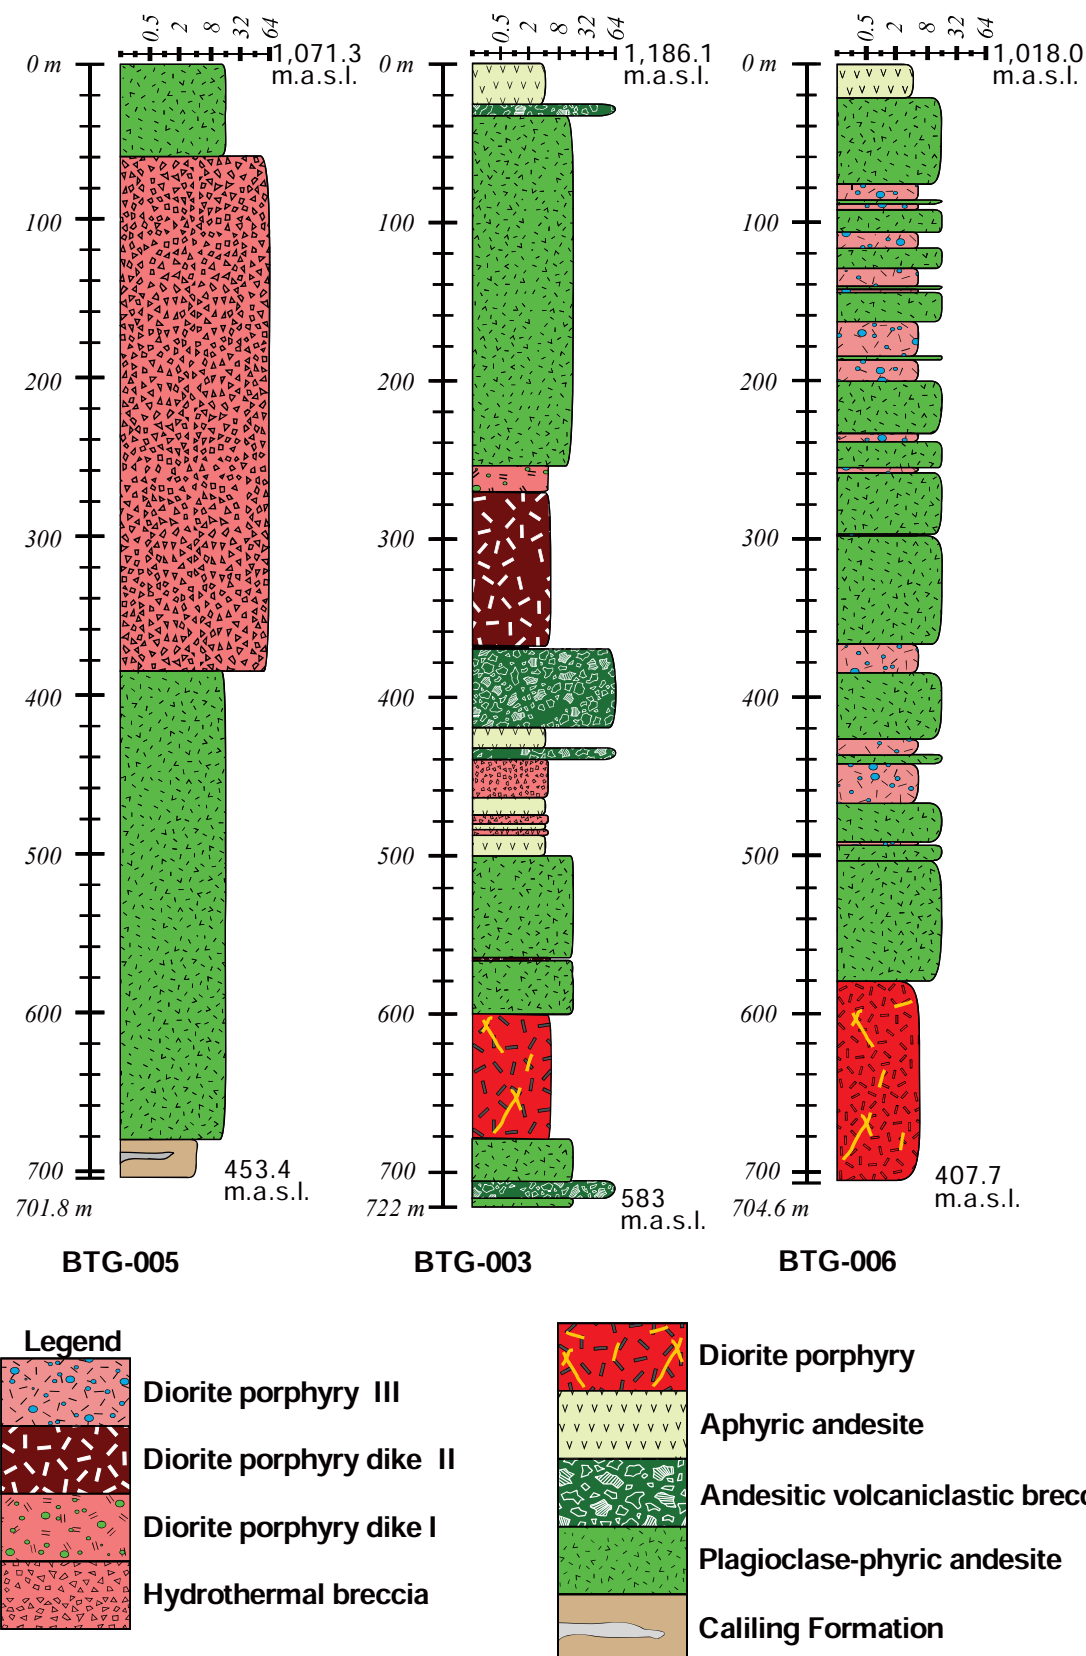 0.5 2 8 32 64
1,071.3
m.a.s.l.
0 m
100
200
300
400
500
600
700
701.8 m
453.4
m.a.s.l.
BTG-005
0.5 2 8 32 64
1,186.1
m.a.s.l.
0 m
100
200
300
400
500
600
700
722 m
583
m.a.s.l.
BTG-003
0.5 2 8 32 64
1,018.0
m.a.s.l.
0 m
100
200
300
400
500
600
700
704.6 m
407.7
m.a.s.l.
BTG-006
Legend
Diorite porphyry III
Diorite porphyry dike II
Diorite porphyry dike I
Hydrothermal breccia
Diorite porphyry
Aphyric andesite
Andesitic volcaniclastic brecc
Plagioclase-phyric andesite
Caliling Formation